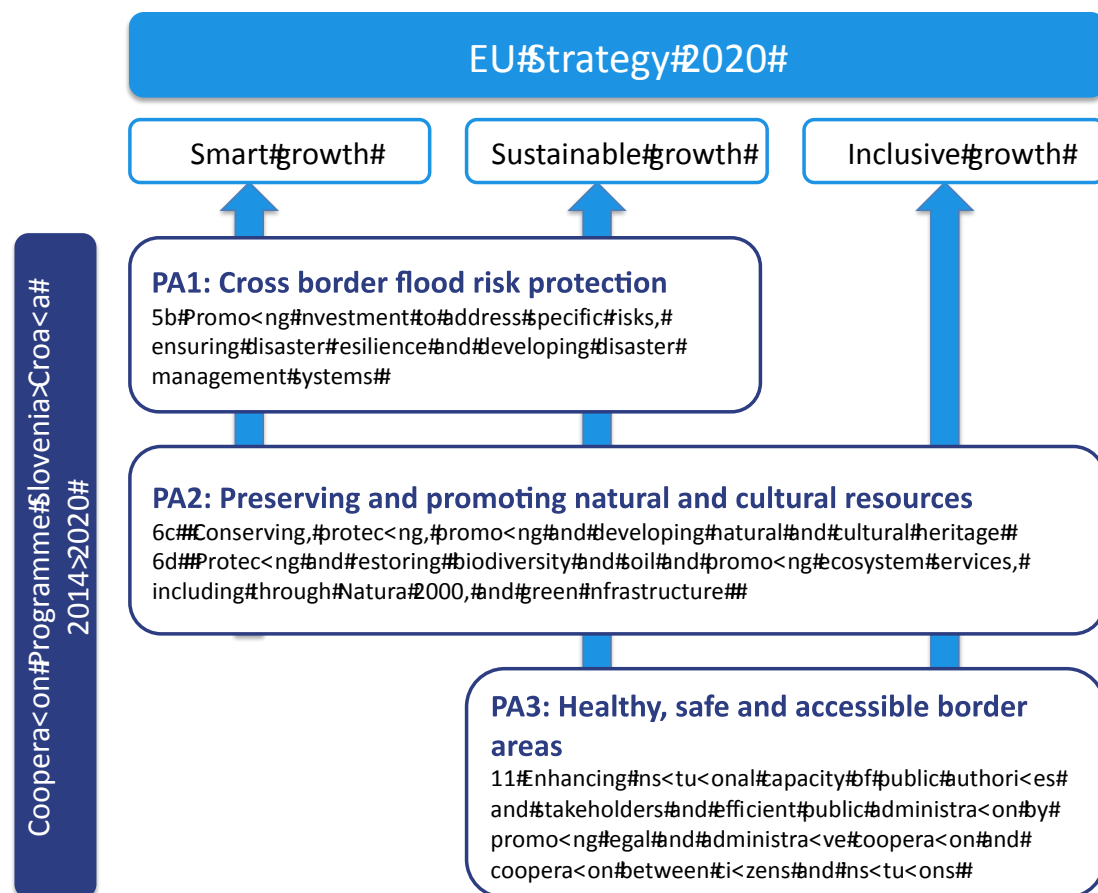 EU#Strategy#2020#
Smart#growth#
Sustainable#growth#
Inclusive#growth#
Coopera<on#Programme#Slovenia>Croa<a#
2014>2020#
PA1: Cross border flood risk protection
5b#Promo<ng#investment#to#address#specific#risks,#
ensuring#disaster#resilience#and#developing#disaster#
management#systems##
PA2: Preserving and promoting natural and cultural resources
6c##Conserving,#protec<ng,#promo<ng#and#developing#natural#and#cultural#heritage##
6d##Protec<ng#and#restoring#biodiversity#and#soil#and#promo<ng#ecosystem#services,#
including#through#Natura#2000,#and#green#infrastructure###
PA3: Healthy, safe and accessible border
areas
11#Enhancing#ins<tu<onal#capacity#of#public#authori<es#
and#stakeholders#and#efficient#public#administra<on#by#
promo<ng#legal#and#administra<ve#coopera<on#and#
coopera<on#between#ci<zens#and#ins<tu<ons##